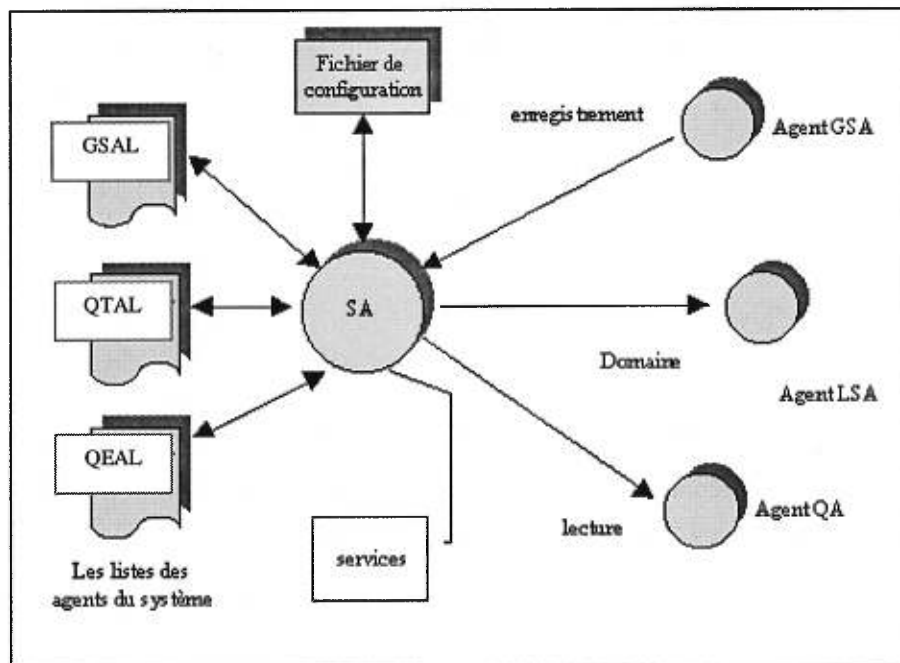 Fichier de
configuration
enregistrement
Agent GSA
GSAL
QTAL
SA
Domaine
Agent LSA
QEAL
Agent QA
lecture
services
Les listes des
agents du système